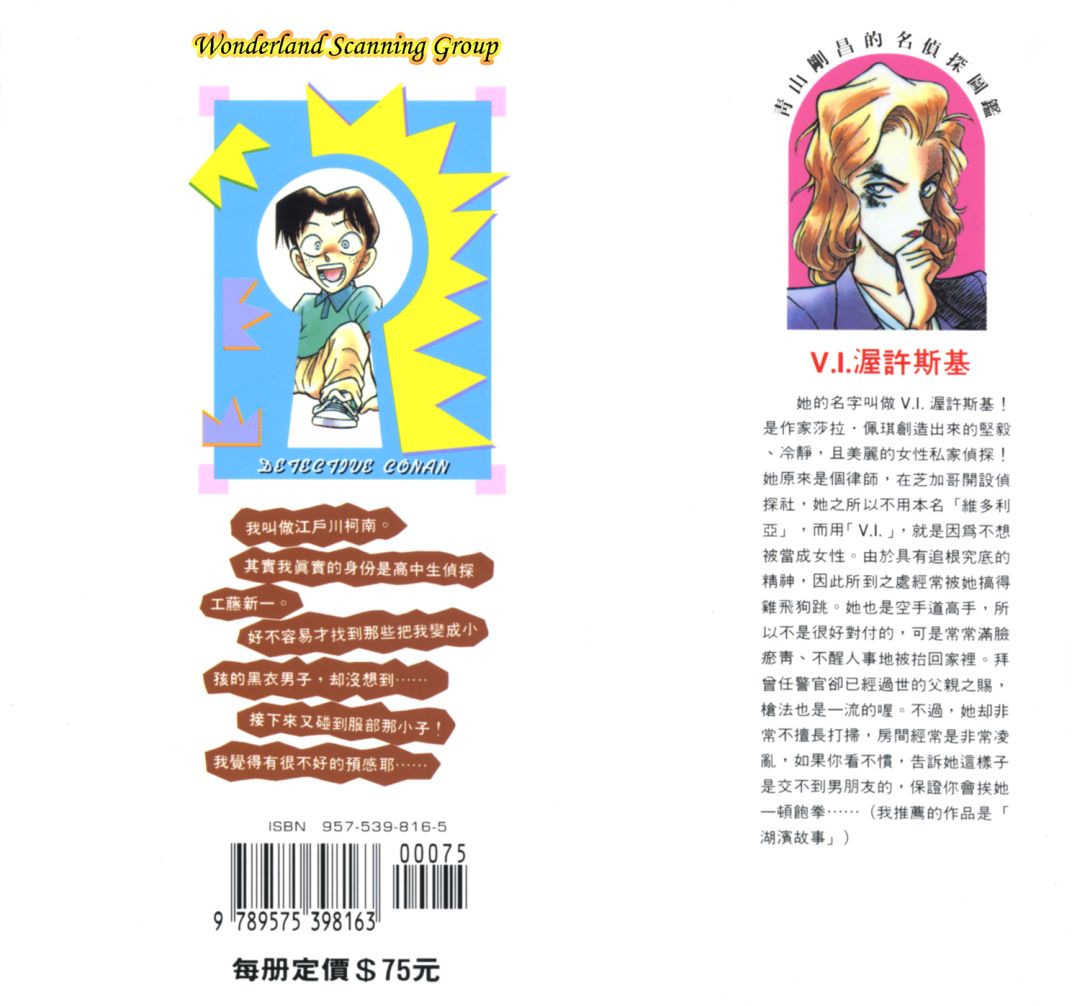 Wonderland Scanning Group
DETECTIVE CONAN
我叫做江戶川柯南。
其實我眞實的身份是高中生偵探
工藤新一。
好不容易才找到那些把我變成小
孩的黑衣男子，却沒想到……
接下來又碰到服部那小子！
我覺得有很不好的預感耶……
ISBN 957-539-816-5
00075
9 789575 398163
每册定價＄75元
靑山剛昌的名偵探圖鑑
V.I.渥許斯基
她的名字叫做 V.I. 渥許斯基！
是作家莎拉．佩琪創造出來的堅毅
、冷靜，且美麗的女性私家偵探！
她原來是個律師，在芝加哥開設偵
探社，她之所以不用本名「維多利
亞」，而用「V.I.」，就是因爲不想
被當成女性。由於具有追根究底的
精神，因此所到之處經常被她搞得
雞飛狗跳。她也是空手道高手，所
以不是很好對付的，可是常常滿臉
瘀靑、不醒人事地被抬回家裡。拜
曾任警官卻已經過世的父親之賜，
槍法也是一流的喔。不過，她却非
常不擅長打掃，房間經常是非常凌
亂，如果你看不慣，告訴她這樣子
是交不到男朋友的，保證你會挨她
一頓飽拳……（我推薦的作品是「
湖濱故事」）